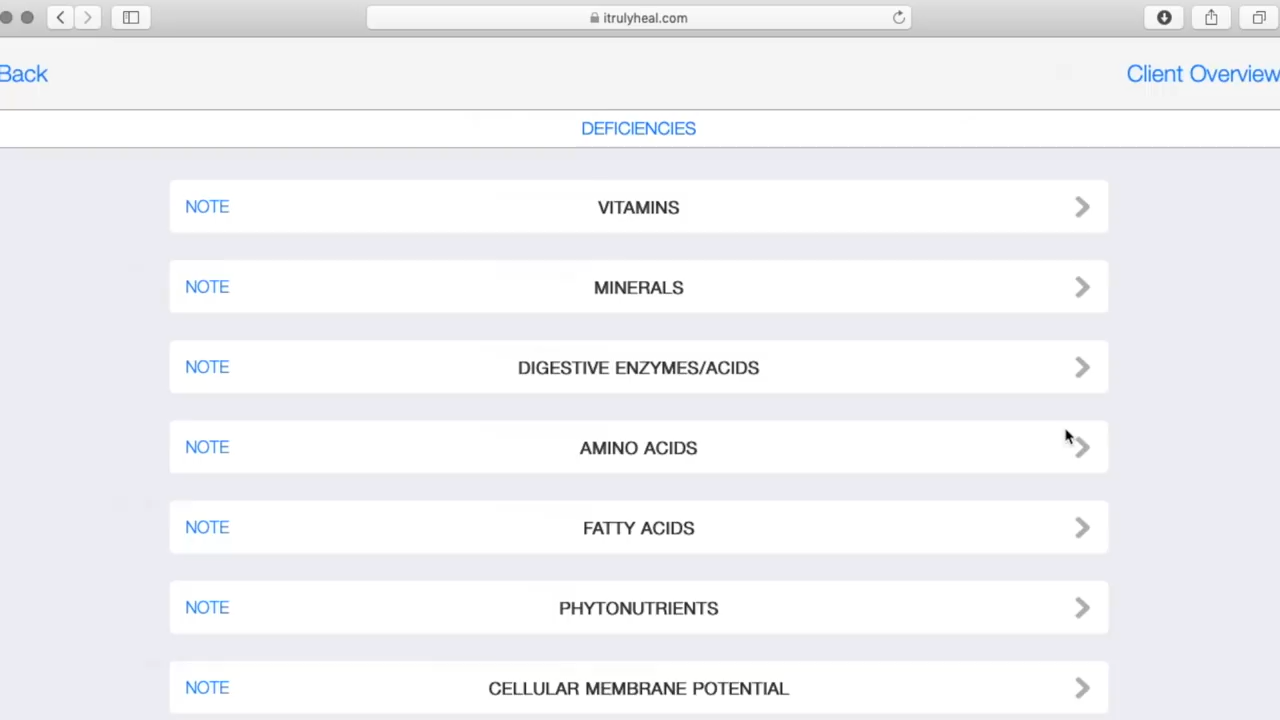 itrulyheal.com
Back
Client Overview
DEFICIENCIES
NOTE VITAMINS
NOTE MINERALS
NOTE DIGESTIVE ENZYMES/ACIDS
NOTE AMINO ACIDS
NOTE FATTY ACIDS
NOTE PHYTONUTRIENTS
NOTE CELLULAR MEMBRANE POTENTIAL